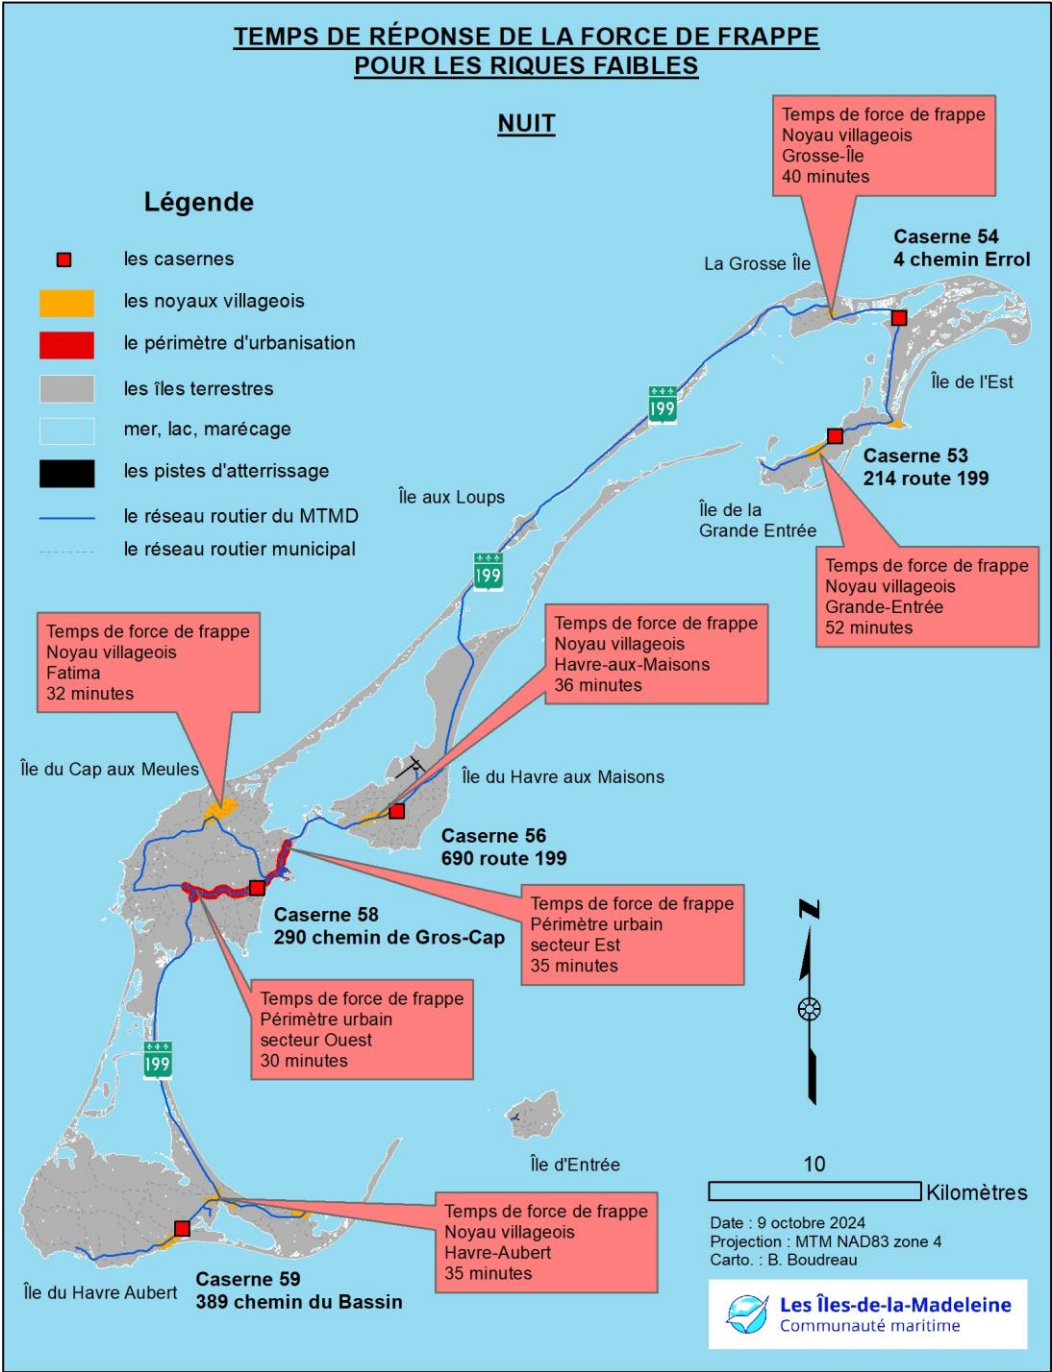 TEMPS DE RÉPONSE DE LA FORCE DE FRAPPE
POUR LES RIQUES FAIBLES
NUIT
Légende
les casernes
les noyaux villageois
le périmètre d'urbanisation
les îles terrestres
mer, lac, marécage
les pistes d'atterrissage
le réseau routier du MTMD
le réseau routier municipal
Temps de force de frappe
Noyau villageois
Grosse-Île
40 minutes
Caserne 54
4 chemin Errol
La Grosse Île
Île de l'Est
199
Caserne 53
214 route 199
Île aux Loups
Île de la
Grande Entrée
199
Temps de force de frappe
Noyau villageois
Grande-Entrée
52 minutes
Temps de force de frappe
Noyau villageois
Fatima
32 minutes
Temps de force de frappe
Noyau villageois
Havre-aux-Maisons
36 minutes
Île du Cap aux Meules
Île du Havre aux Maisons
Caserne 56
690 route 199
Caserne 58
290 chemin de Gros-Cap
Temps de force de frappe
Périmètre urbain
secteur Est
35 minutes
Temps de force de frappe
Périmètre urbain
secteur Ouest
30 minutes
199
N
Île d'Entrée
10
Kilomètres
Temps de force de frappe
Noyau villageois
Havre-Aubert
35 minutes
Date : 9 octobre 2024
Projection : MTM NAD83 zone 4
Carto. : B. Boudreau
Île du Havre Aubert
Caserne 59
389 chemin du Bassin
Les Îles-de-la-Madeleine
Communauté maritime